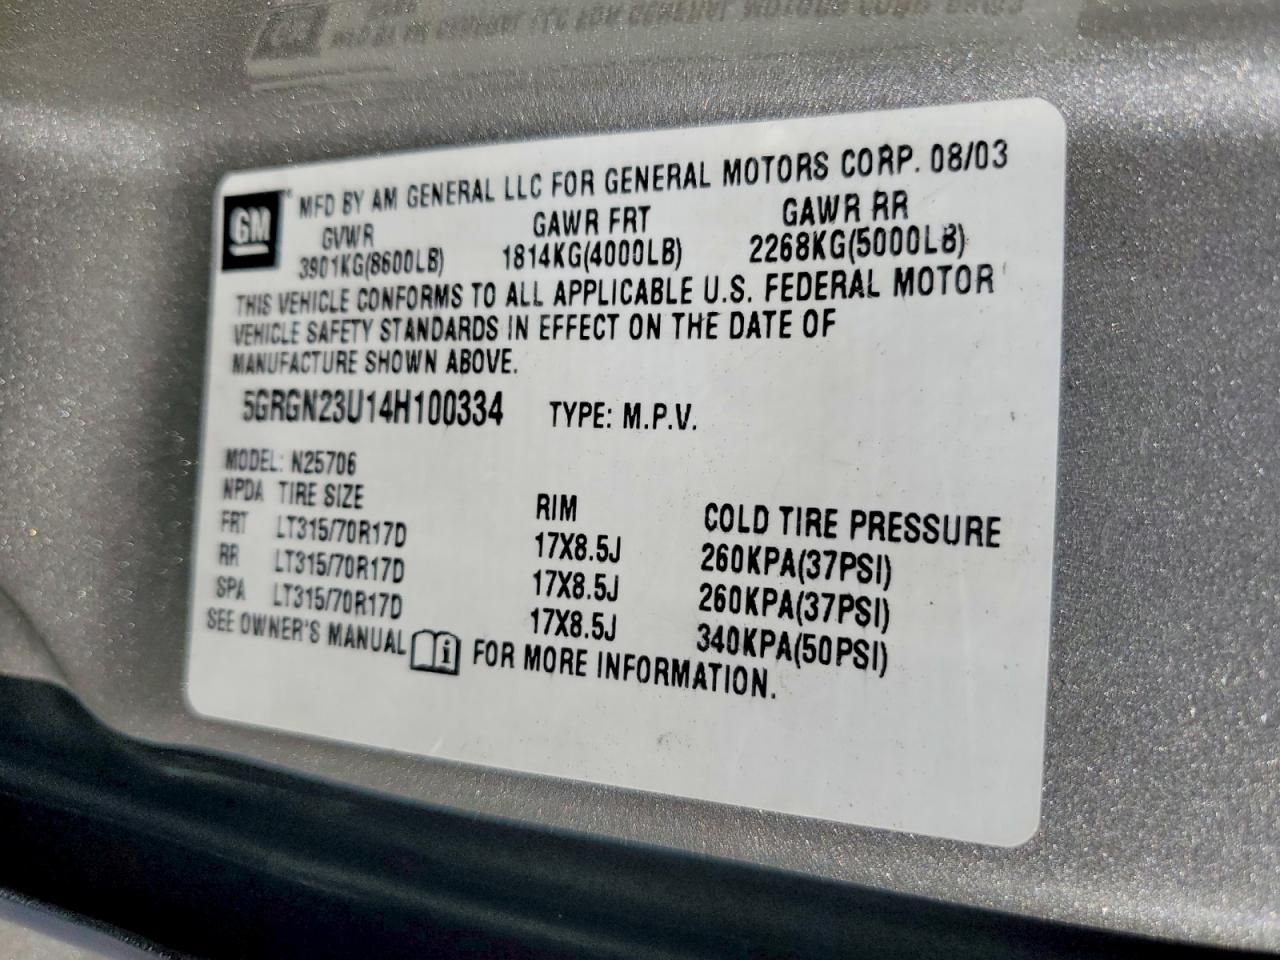 GM
MFD BY AM GENERAL LLC FOR GENERAL MOTORS CORP. 08/03
GVWR GAWR FRT GAWR RR
3901KG(8600LB) 1814KG(4000LB) 2268KG(5000LB)
THIS VEHICLE CONFORMS TO ALL APPLICABLE U.S. FEDERAL MOTOR
VEHICLE SAFETY STANDARDS IN EFFECT ON THE DATE OF
MANUFACTURE SHOWN ABOVE.
5GRGN23U14H100334 TYPE: M.P.V.
MODEL: N25706
NPDA TIRE SIZE RIM COLD TIRE PRESSURE
FRT LT315/70R17D 17X8.5J 260KPA(37PSI)
RR LT315/70R17D 17X8.5J 260KPA(37PSI)
SPA LT315/70R17D 17X8.5J 340KPA(50PSI)
SEE OWNER'S MANUAL i FOR MORE INFORMATION.